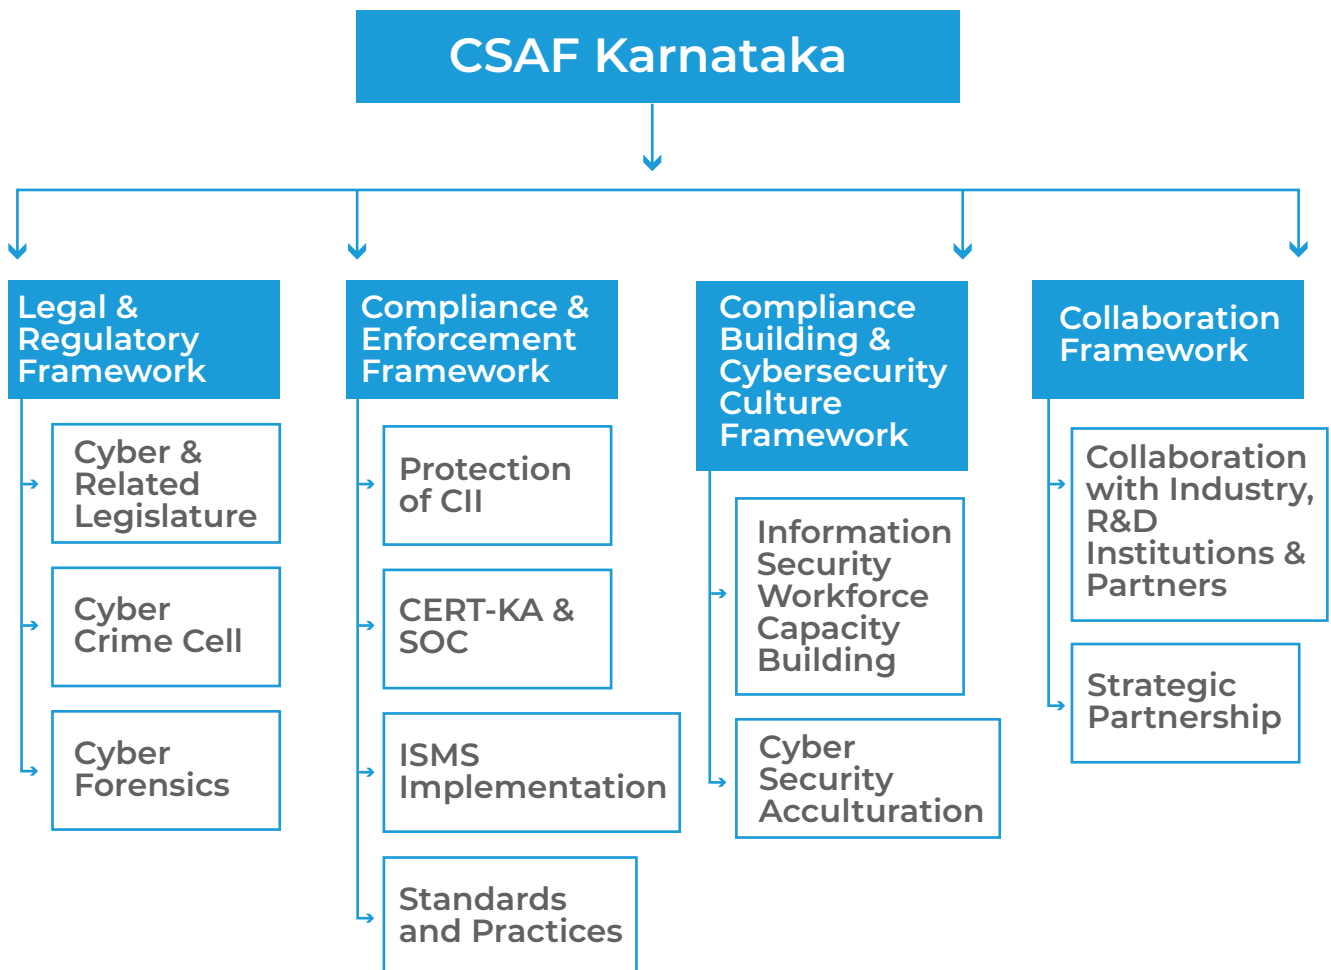 CSAF Karnataka
Legal &
Regulatory
Framework
Cyber &
Related
Legislature
Cyber
Crime Cell
Cyber
Forensics
Compliance &
Enforcement
Framework
Protection
of CII
CERT-KA &
SOC
ISMS
Implementation
Standards
and Practices
Compliance
Building &
Cybersecurity
Culture
Framework
Information
Security
Workforce
Capacity
Building
Cyber
Security
Acculturation
Collaboration
Framework
Collaboration
with Industry,
R&D
Institutions &
Partners
Strategic
Partnership